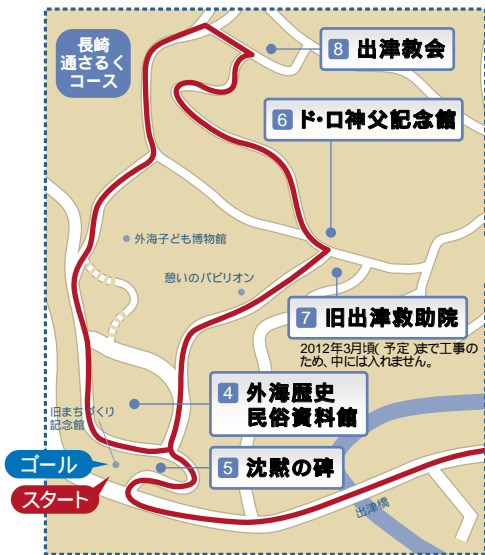 長崎
通さるく
コース
8 出津教会
6 ド・ロ神父記念館
外海子ども博物館
憩いのパビリオン
7 旧出津救助院
2012年3月頃(予定)まで工事の
ため、中には入れません。
4 外海歴史
民俗資料館
旧まちづくり
記念館
5 沈黙の碑
ゴール
スタート
出津橋